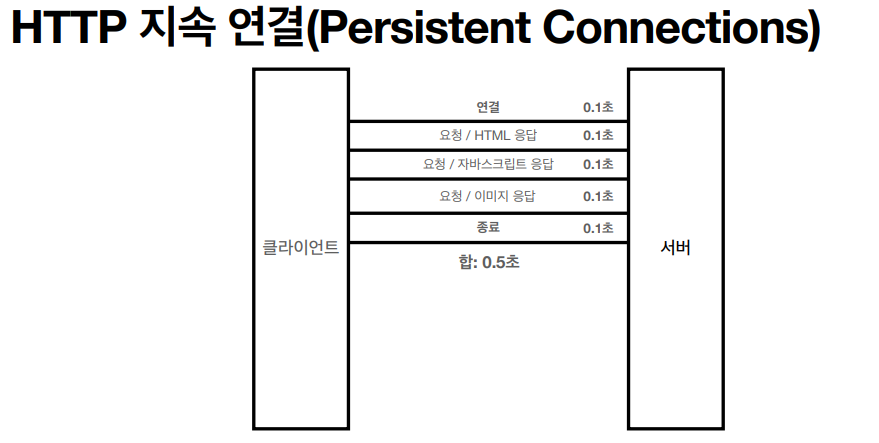 HTTP 지속 연결(Persistent Connections)
연결 0.1초
요청 / HTML 응답 0.1초
요청 / 자바스크립트 응답 0.1초
요청 / 이미지 응답 0.1초
종료 0.1초
클라이언트
서버
합: 0.5초